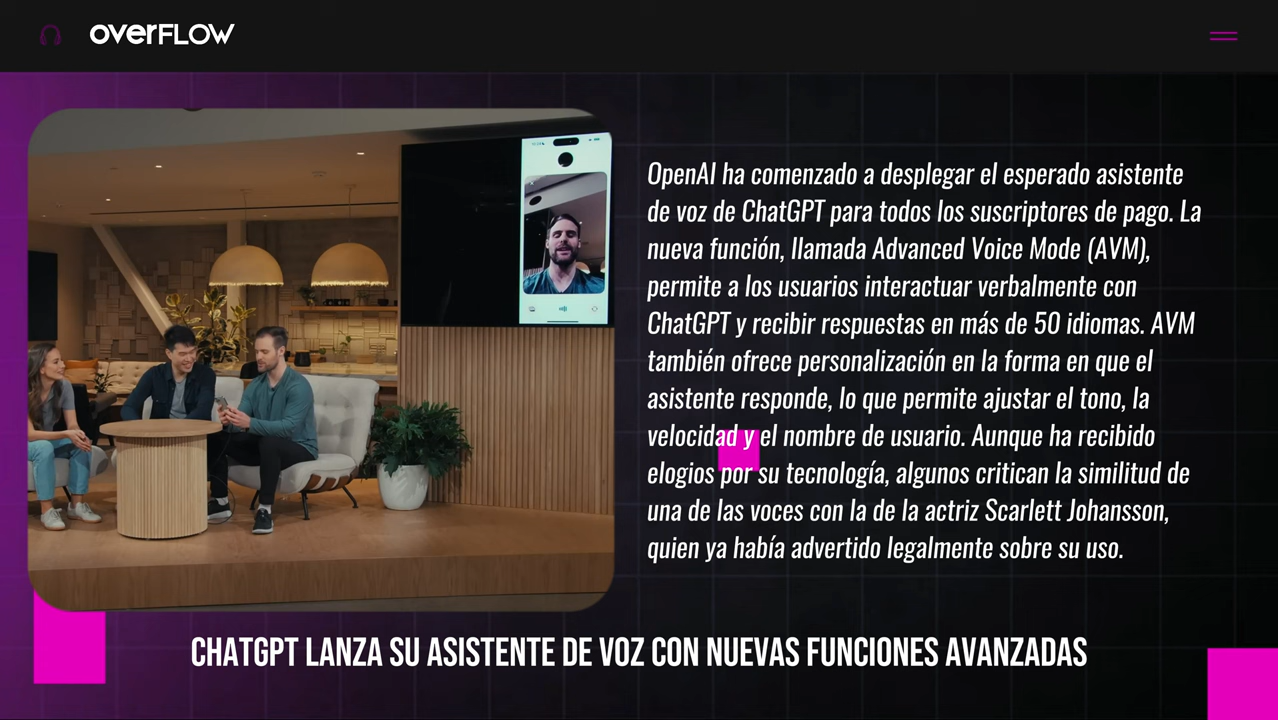 overFLOW
OpenAI ha comenzado a desplegar el esperado asistente
de voz de ChatGPT para todos los suscriptores de pago. La
nueva función, llamada Advanced Voice Mode (AVM),
permite a los usuarios interactuar verbalmente con
ChatGPT y recibir respuestas en más de 50 idiomas. AVM
también ofrece personalización en la forma en que el
asistente responde, lo que permite ajustar el tono, la
velocidad y el nombre de usuario. Aunque ha recibido
elogios por su tecnología, algunos critican la similitud de
una de las voces con la de la actriz Scarlett Johansson,
quien ya había advertido legalmente sobre su uso.
CHATGPT LANZA SU ASISTENTE DE VOZ CON NUEVAS FUNCIONES AVANZADAS